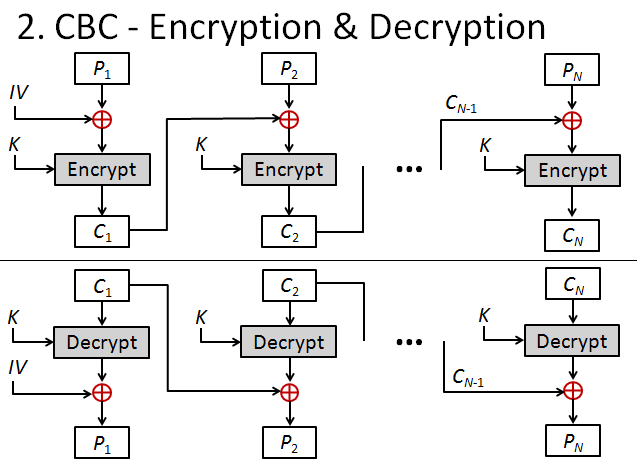 2. CBC - Encryption & Decryption
P1 P2 PN
IV CN-1
K K K
Encrypt Encrypt ••• Encrypt
C1 C2 CN
C1 C2 CN
K K K
Decrypt Decrypt ••• Decrypt
IV CN-1
P1 P2 PN